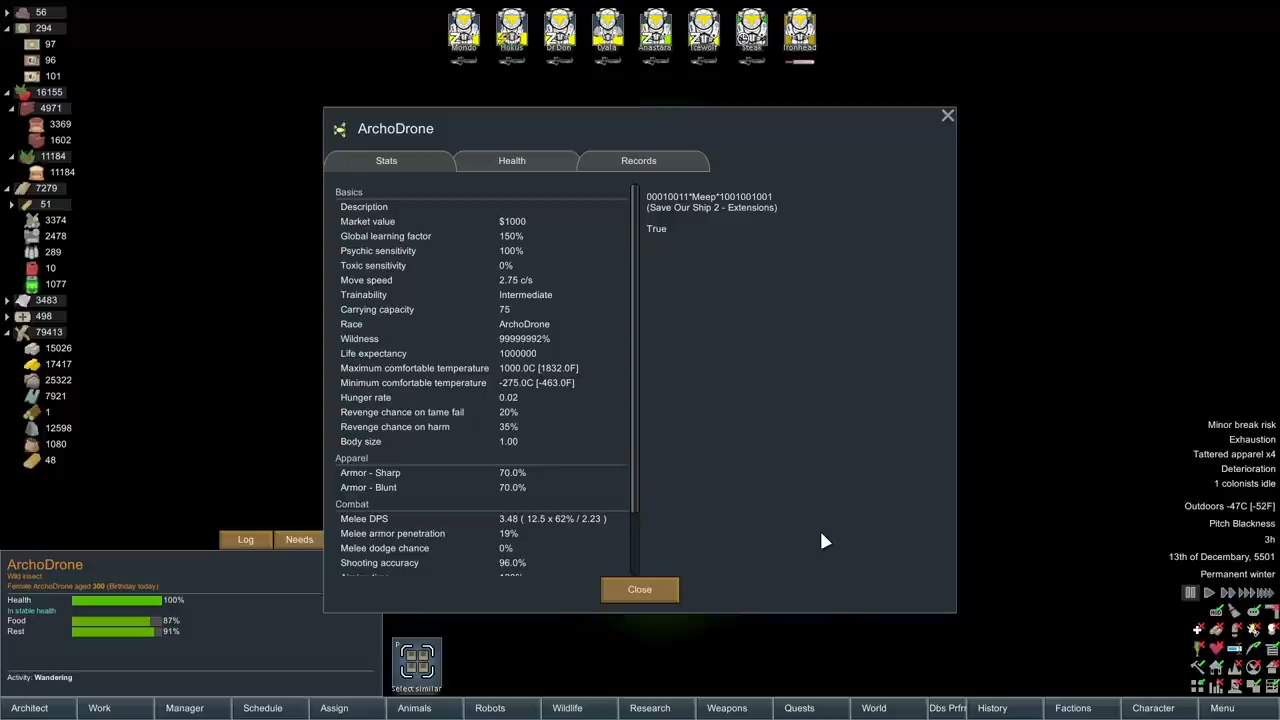 56
294
97
96
101
16155
4971
3369
1602
11184
11184
7279
51
3374
2478
289
10
1077
3483
498
79413
15026
17417
25322
7921
1
12598
1080
48
Mondo
Hokus
Dr Don
Oyala
Anastara
Icewolf
Steak
Ironhead
ArchoDrone
Stats
Health
Records
Basics
Description
Market value $1000
Global learning factor 150%
Psychic sensitivity 100%
Toxic sensitivity 0%
Move speed 2.75 c/s
Trainability Intermediate
Carrying capacity 75
Race ArchoDrone
Wildness 99999992%
Life expectancy 1000000
Maximum comfortable temperature 1000.0C [1832.0F]
Minimum comfortable temperature -275.0C [-463.0F]
Hunger rate 0.02
Revenge chance on tame fail 20%
Revenge chance on harm 35%
Body size 1.00
Apparel
Armor - Sharp 70.0%
Armor - Blunt 70.0%
Combat
Melee DPS 3.48 ( 12.5 x 62% / 2.23 )
Melee armor penetration 19%
Melee dodge chance 0%
Shooting accuracy 96.0%
00010011*Meep*1001001001
(Save Our Ship 2 - Extensions)
True
Close
Minor break risk
Exhaustion
Tattered apparel x4
Deterioration
1 colonists idle
Outdoors -47C [-52F]
Pitch Blackness
3h
13th of Decembary, 5501
Permanent winter
Log
Needs
ArchoDrone
Wild insect
Female ArchoDrone aged 300 (Birthday today)
Health 100%
In stable health
Food 87%
Rest 91%
Activity: Wandering
P
Select similar
Architect
Work
Manager
Schedule
Assign
Animals
Robots
Wildlife
Research
Weapons
Quests
World
Dbs Prfrm
History
Factions
Character
Menu